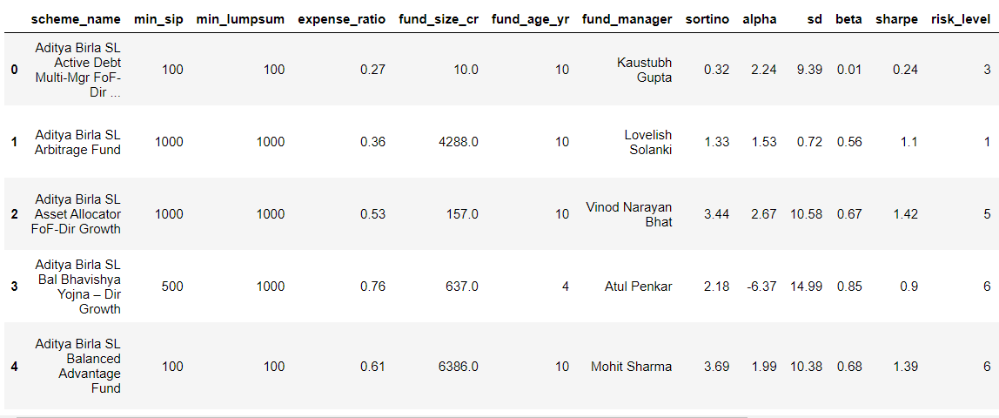 scheme_name min_sip min_lumpsum expense_ratio fund_size_cr fund_age_yr fund_manager sortino alpha sd beta sharpe risk_level
0 Aditya Birla SL Active Debt Multi-Mgr FoF-Dir ... 100 100 0.27 10.0 10 Kaustubh Gupta 0.32 2.24 9.39 0.01 0.24 3
1 Aditya Birla SL Arbitrage Fund 1000 1000 0.36 4288.0 10 Lovelish Solanki 1.33 1.53 0.72 0.56 1.1 1
2 Aditya Birla SL Asset Allocator FoF-Dir Growth 1000 1000 0.53 157.0 10 Vinod Narayan Bhat 3.44 2.67 10.58 0.67 1.42 5
3 Aditya Birla SL Bal Bhavishya Yojna – Dir Growth 500 1000 0.76 637.0 4 Atul Penkar 2.18 -6.37 14.99 0.85 0.9 6
4 Aditya Birla SL Balanced Advantage Fund 100 100 0.61 6386.0 10 Mohit Sharma 3.69 1.99 10.38 0.68 1.39 6